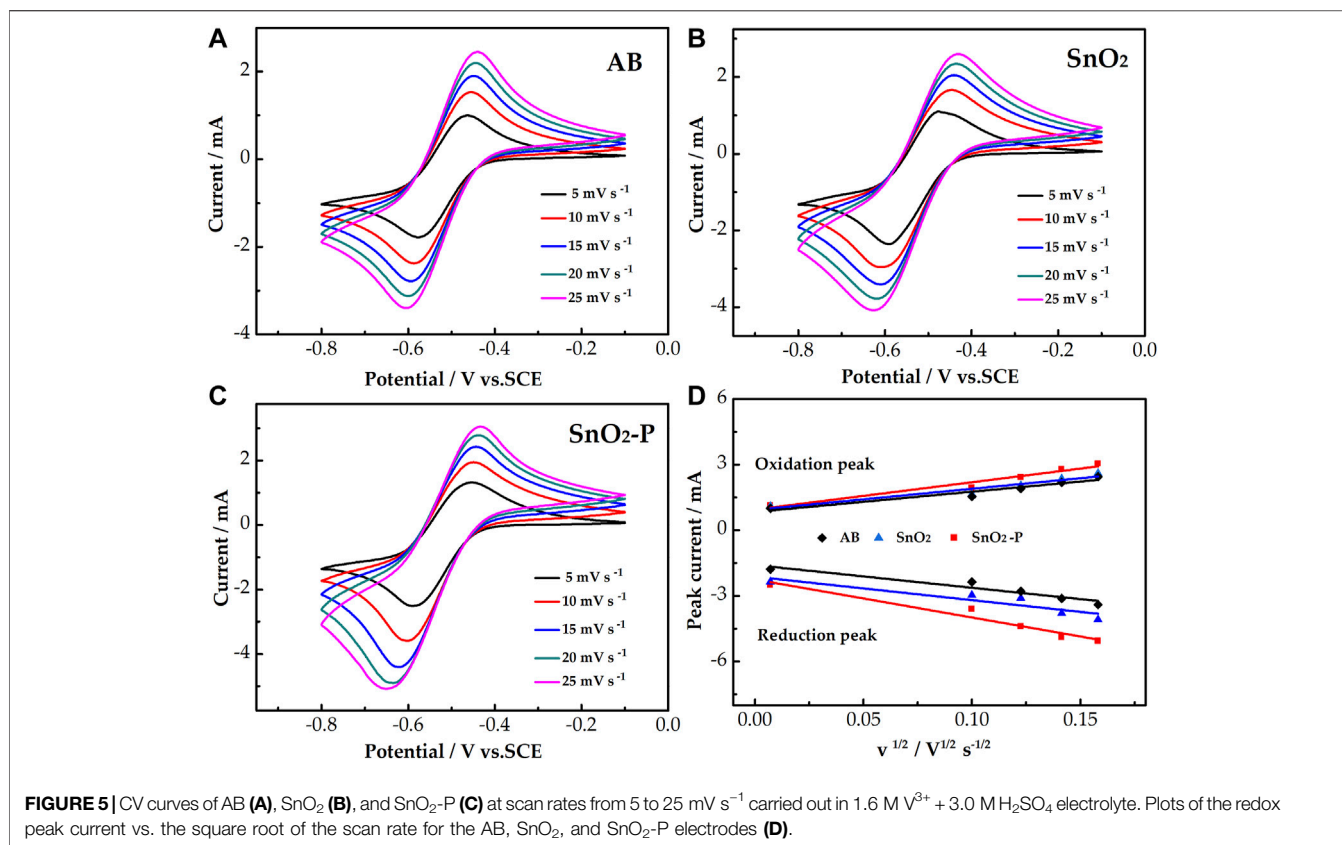 A
AB
2
0
-2
-4
Current / mA
5 mV s⁻¹
10 mV s⁻¹
15 mV s⁻¹
20 mV s⁻¹
25 mV s⁻¹
-0.8 -0.6 -0.4 -0.2 0.0
Potential / V vs.SCE
B
SnO₂
2
0
-2
-4
Current / mA
5 mV s⁻¹
10 mV s⁻¹
15 mV s⁻¹
20 mV s⁻¹
25 mV s⁻¹
-0.8 -0.6 -0.4 -0.2 0.0
Potential / V vs.SCE
C
SnO₂-P
2
0
-2
-4
Current / mA
5 mV s⁻¹
10 mV s⁻¹
15 mV s⁻¹
20 mV s⁻¹
25 mV s⁻¹
-0.8 -0.6 -0.4 -0.2 0.0
Potential / V vs.SCE
D
6
3
0
-3
-6
Peak current / mA
Oxidation peak
AB SnO₂ SnO₂-P
Reduction peak
0.00 0.05 0.10 0.15
v ¹/² / V¹/² s⁻¹/²
FIGURE 5 | CV curves of AB (A), SnO₂ (B), and SnO₂-P (C) at scan rates from 5 to 25 mV s⁻¹ carried out in 1.6 M V³⁺ + 3.0 M H₂SO₄ electrolyte. Plots of the redox
peak current vs. the square root of the scan rate for the AB, SnO₂, and SnO₂-P electrodes (D).